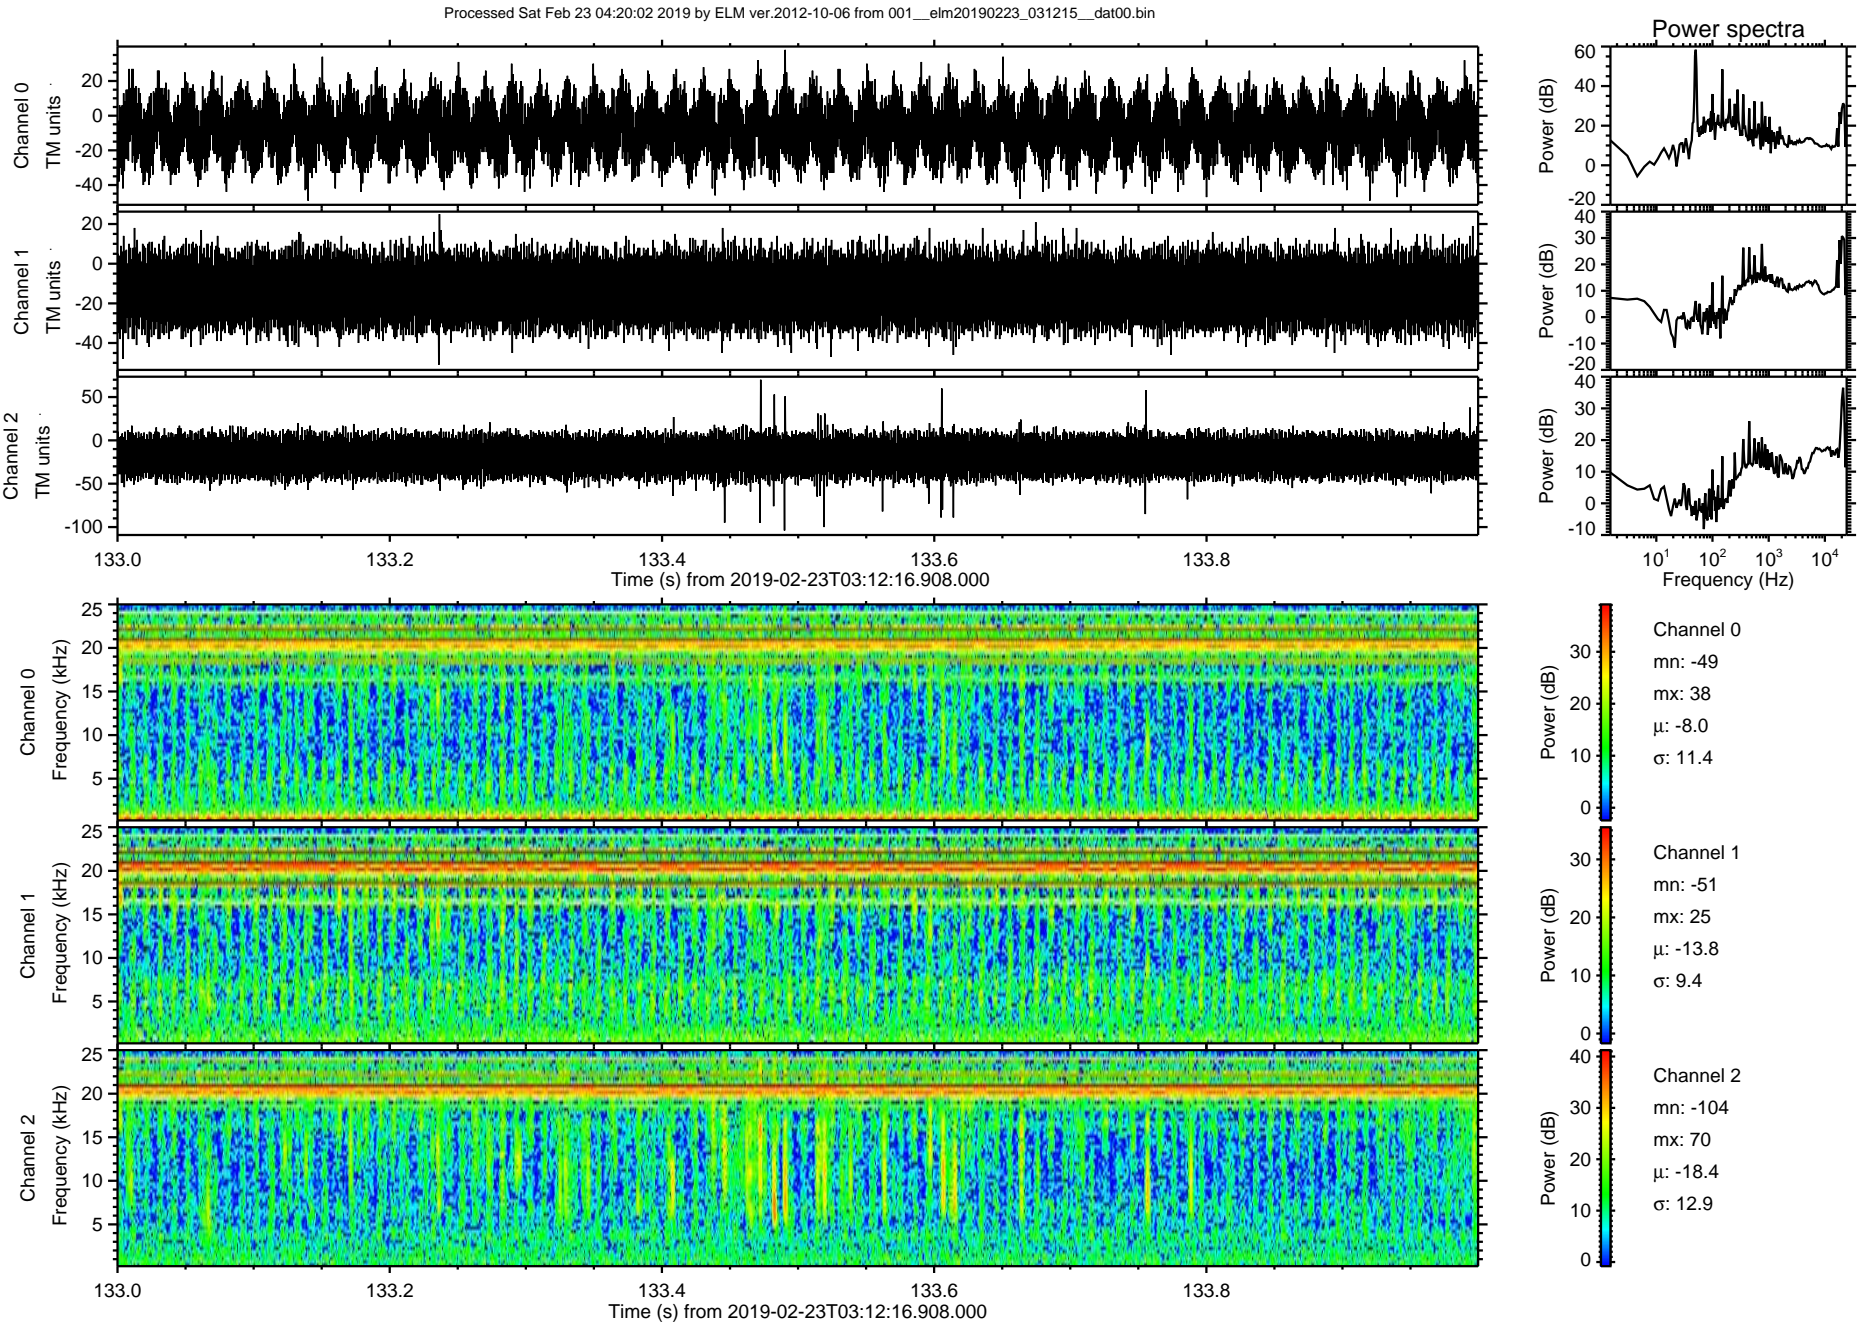 Processed Sat Feb 23 04:20:02 2019 by ELM ver.2012-10-06 from 001__elm20190223_031215__dat00.bin
Power spectra
Channel 0
TM units
20
0
-20
-40
Power (dB)
60
40
20
0
-20
Channel 1
TM units
20
0
-20
-40
Power (dB)
40
30
20
10
0
-10
-20
Channel 2
TM units
50
0
-50
-100
Power (dB)
40
30
20
10
0
-10
133.0 133.2 133.4 133.6 133.8
Time (s) from 2019-02-23T03:12:16.908.000
10^1 10^2 10^3 10^4
Frequency (Hz)
Channel 0
Frequency (kHz)
25
20
15
10
5
Power (dB)
30
20
10
0
Channel 0
mn: -49
mx: 38
μ: -8.0
σ: 11.4
Channel 1
Frequency (kHz)
25
20
15
10
5
Power (dB)
30
20
10
0
Channel 1
mn: -51
mx: 25
μ: -13.8
σ: 9.4
Channel 2
Frequency (kHz)
25
20
15
10
5
Power (dB)
40
30
20
10
0
Channel 2
mn: -104
mx: 70
μ: -18.4
σ: 12.9
133.0 133.2 133.4 133.6 133.8
Time (s) from 2019-02-23T03:12:16.908.000